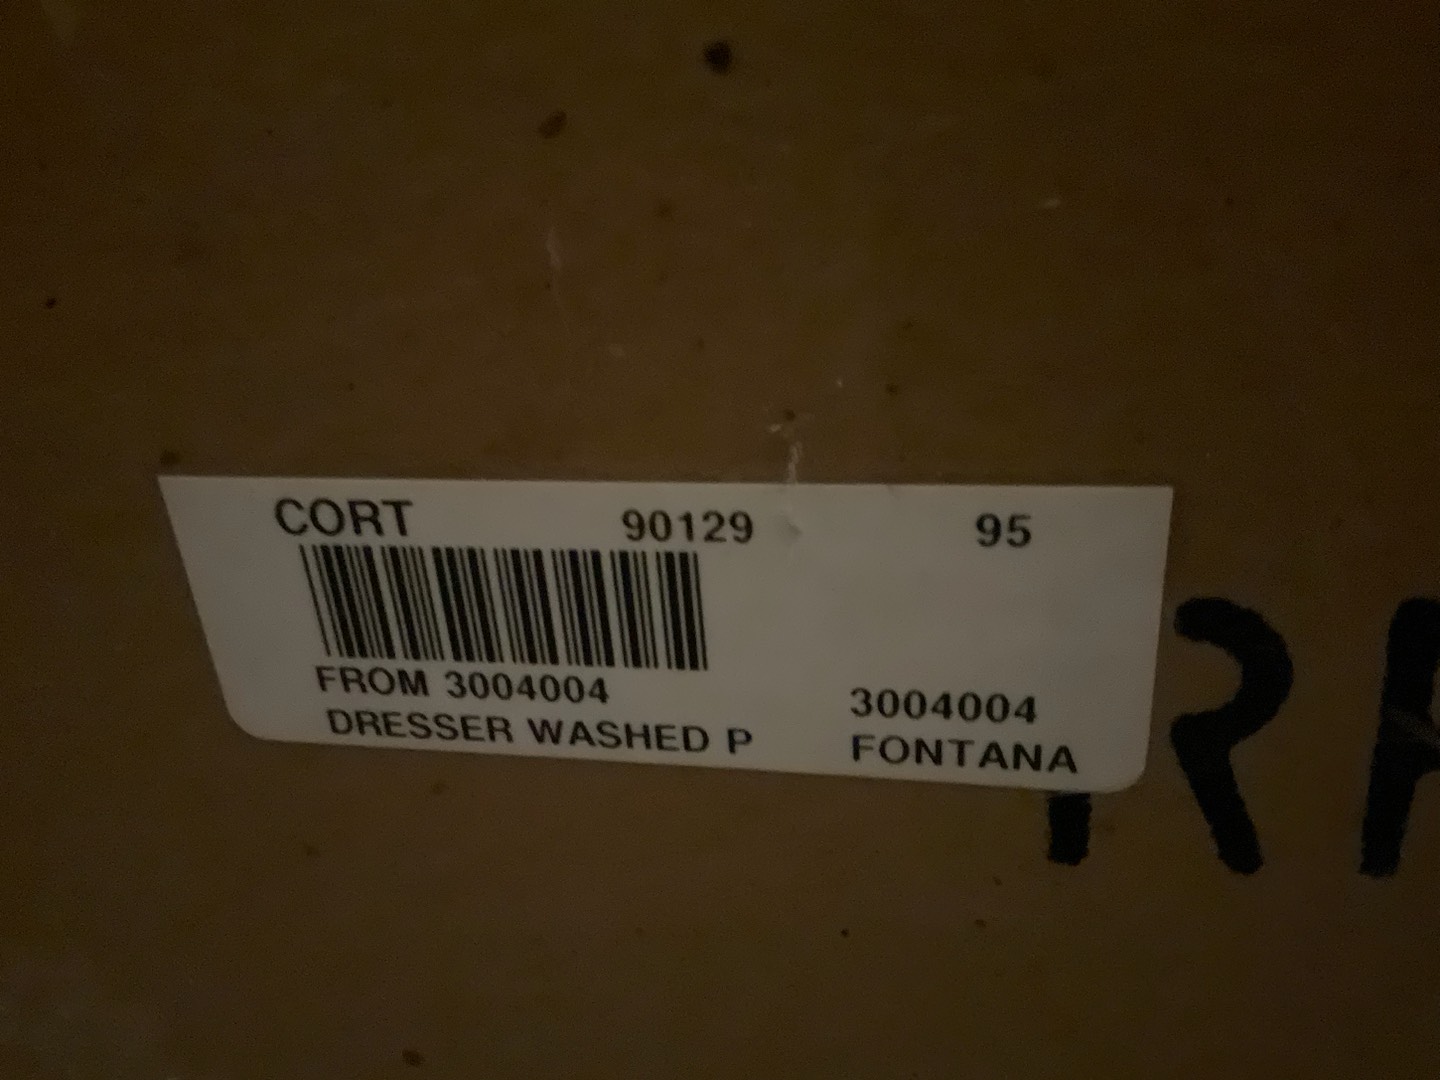 CORT 90129 95
FROM 3004004 3004004
DRESSER WASHED P FONTANA